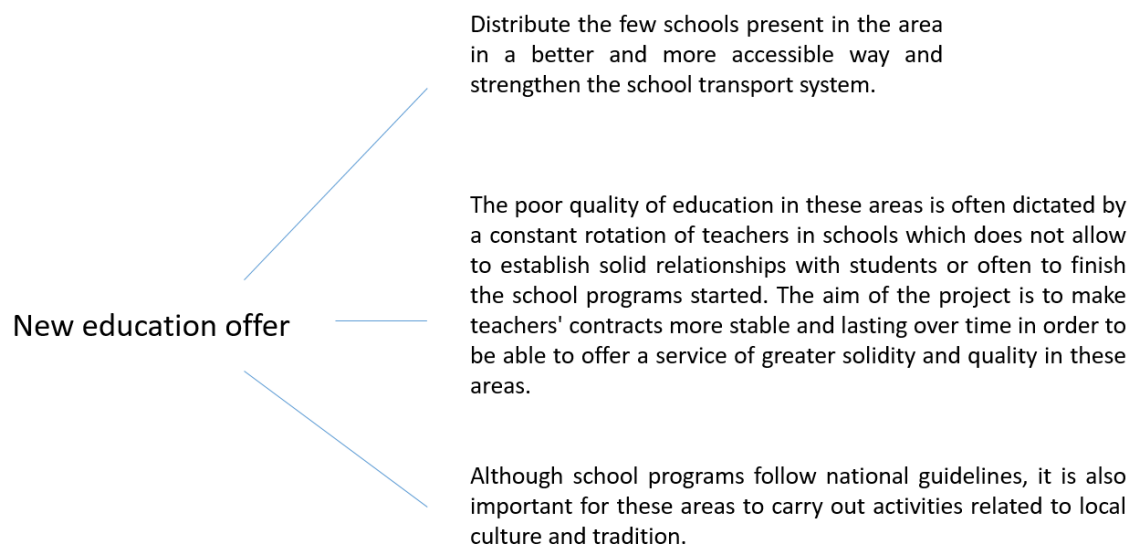 Distribute the few schools present in the area
in a better and more accessible way and
strengthen the school transport system.
The poor quality of education in these areas is often dictated by
a constant rotation of teachers in schools which does not allow
to establish solid relationships with students or often to finish
the school programs started. The aim of the project is to make
teachers' contracts more stable and lasting over time in order to
be able to offer a service of greater solidity and quality in these
areas.
New education offer
Although school programs follow national guidelines, it is also
important for these areas to carry out activities related to local
culture and tradition.